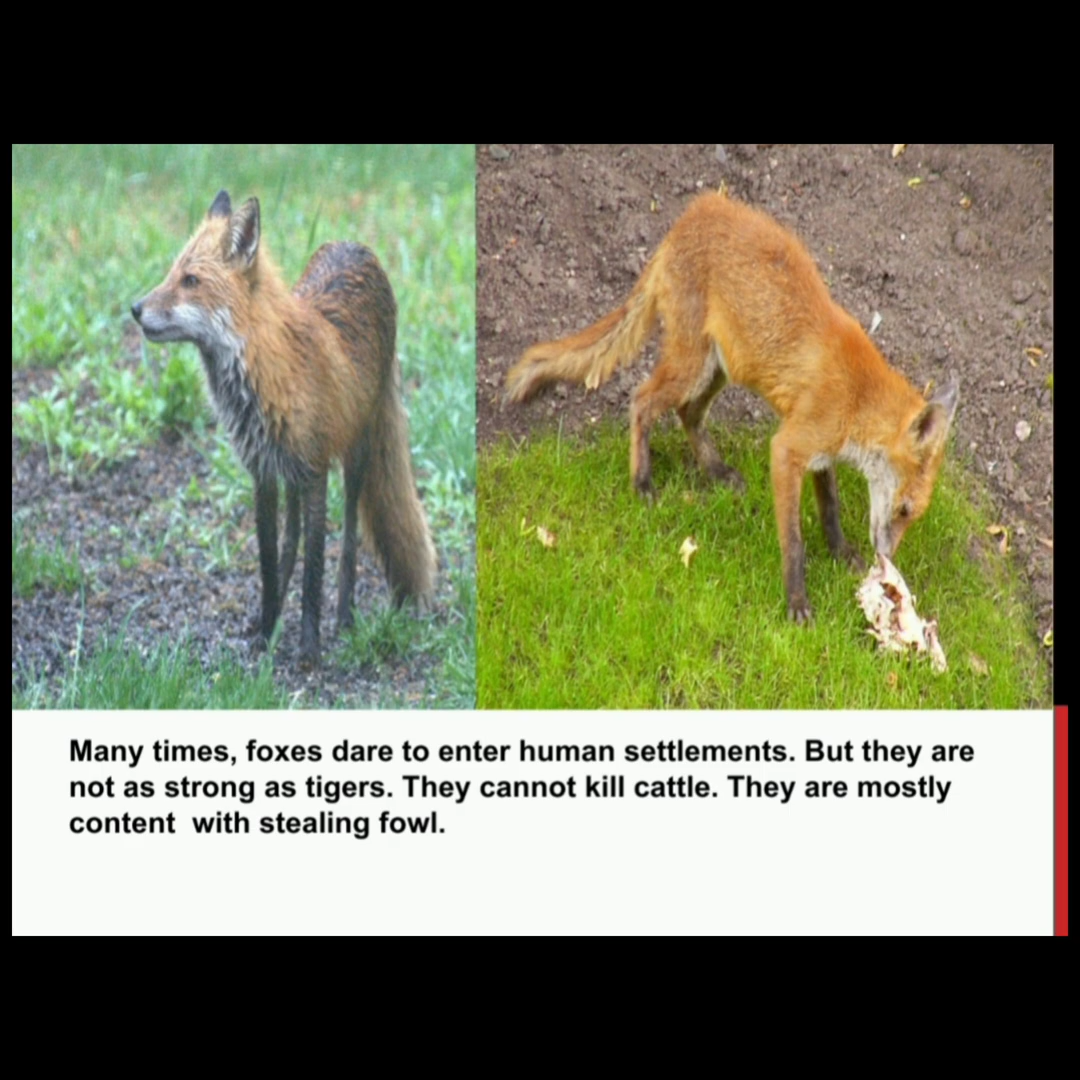 Many times, foxes dare to enter human settlements. But they are
not as strong as tigers. They cannot kill cattle. They are mostly
content  with stealing fowl.